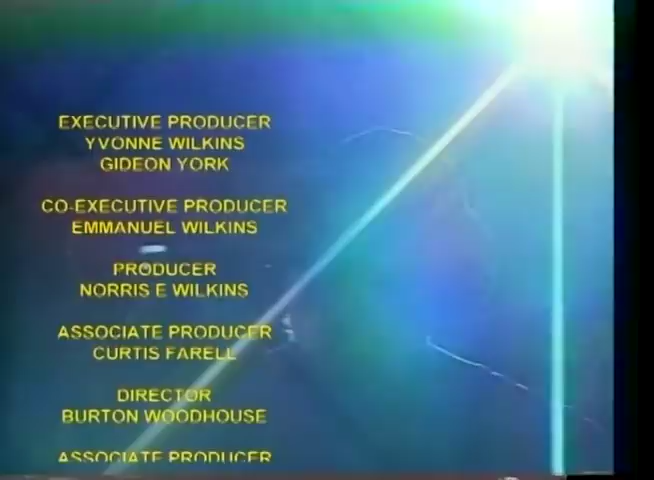 EXECUTIVE PRODUCER
YVONNE WILKINS
GIDEON YORK
CO-EXECUTIVE PRODUCER
EMMANUEL WILKINS
PRODUCER
NORRIS E WILKINS
ASSOCIATE PRODUCER
CURTIS FARELL
DIRECTOR
BURTON WOODHOUSE
ASSOCIATE PRODUCER